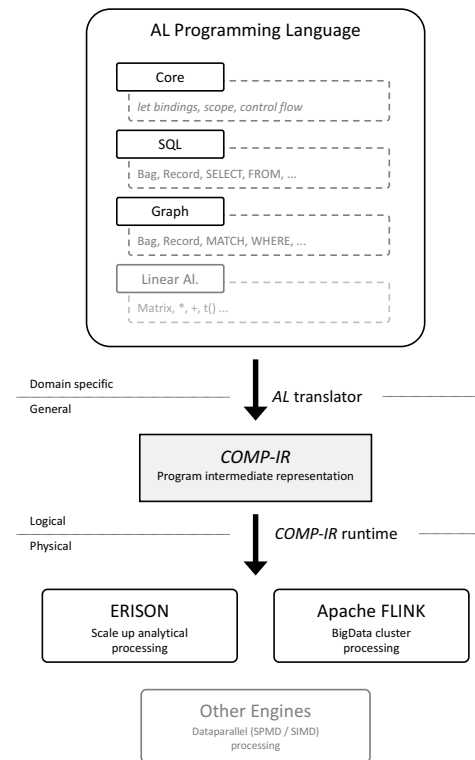 AL Programming Language
Core
let bindings, scope, control flow
SQL
Bag, Record, SELECT, FROM, ...
Graph
Bag, Record, MATCH, WHERE, ...
Linear Al.
Matrix, *, +, t() ...
Domain specific
AL translator
General
COMP-IR
Program intermediate representation
Logical
COMP-IR runtime
Physical
ERISON
Scale up analytical
processing
Apache FLINK
BigData cluster
processing
Other Engines
Dataparallel (SPMD / SIMD)
processing